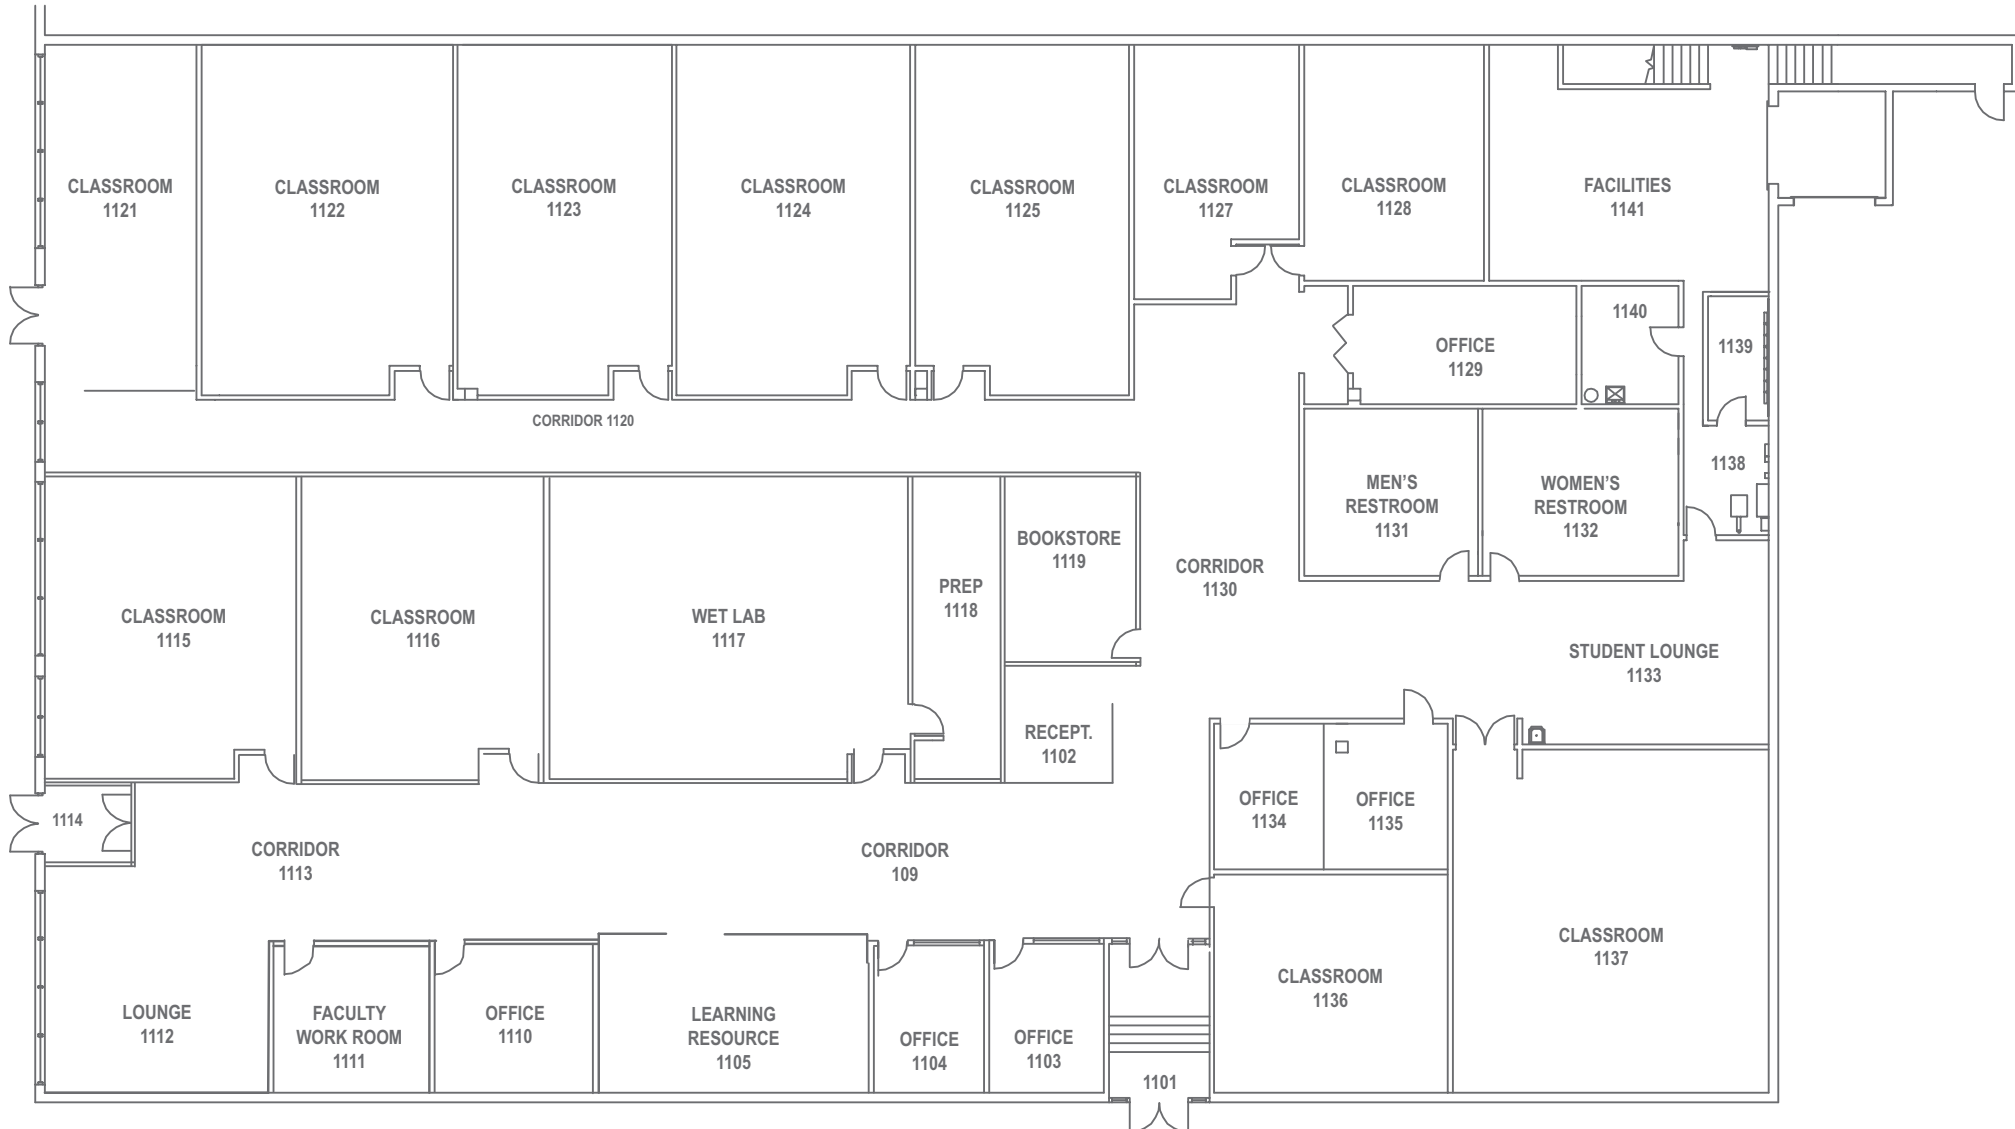 CLASSROOM
1121
CLASSROOM
1122
CLASSROOM
1123
CLASSROOM
1124
CLASSROOM
1125
CLASSROOM
1127
CLASSROOM
1128
FACILITIES
1141
1140
OFFICE
1129
1139
CORRIDOR 1120
1138
MEN'S
RESTROOM
1131
WOMEN'S
RESTROOM
1132
BOOKSTORE
1119
CORRIDOR
1130
PREP
1118
CLASSROOM
1115
CLASSROOM
1116
WET LAB
1117
STUDENT LOUNGE
1133
RECEPT.
1102
OFFICE
1134
OFFICE
1135
1114
CORRIDOR
1113
CORRIDOR
109
CLASSROOM
1137
CLASSROOM
1136
LOUNGE
1112
FACULTY
WORK ROOM
1111
OFFICE
1110
LEARNING
RESOURCE
1105
OFFICE
1104
OFFICE
1103
1101